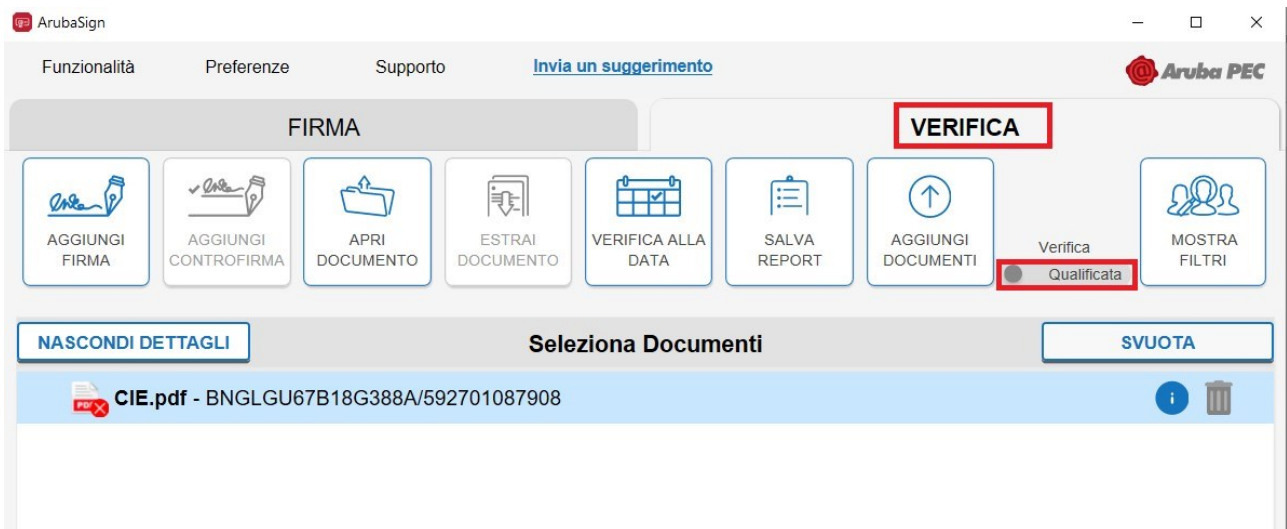 ArubaSign
Funzionalità Preferenze Supporto Invia un suggerimento Aruba PEC
FIRMA VERIFICA
AGGIUNGI FIRMA
AGGIUNGI CONTROFIRMA
APRI DOCUMENTO
ESTRAI DOCUMENTO
VERIFICA ALLA DATA
SALVA REPORT
AGGIUNGI DOCUMENTI
Verifica
Qualificata
MOSTRA FILTRI
NASCONDI DETTAGLI Seleziona Documenti SVUOTA
PDF CIE.pdf - BNGLGU67B18G388A/592701087908